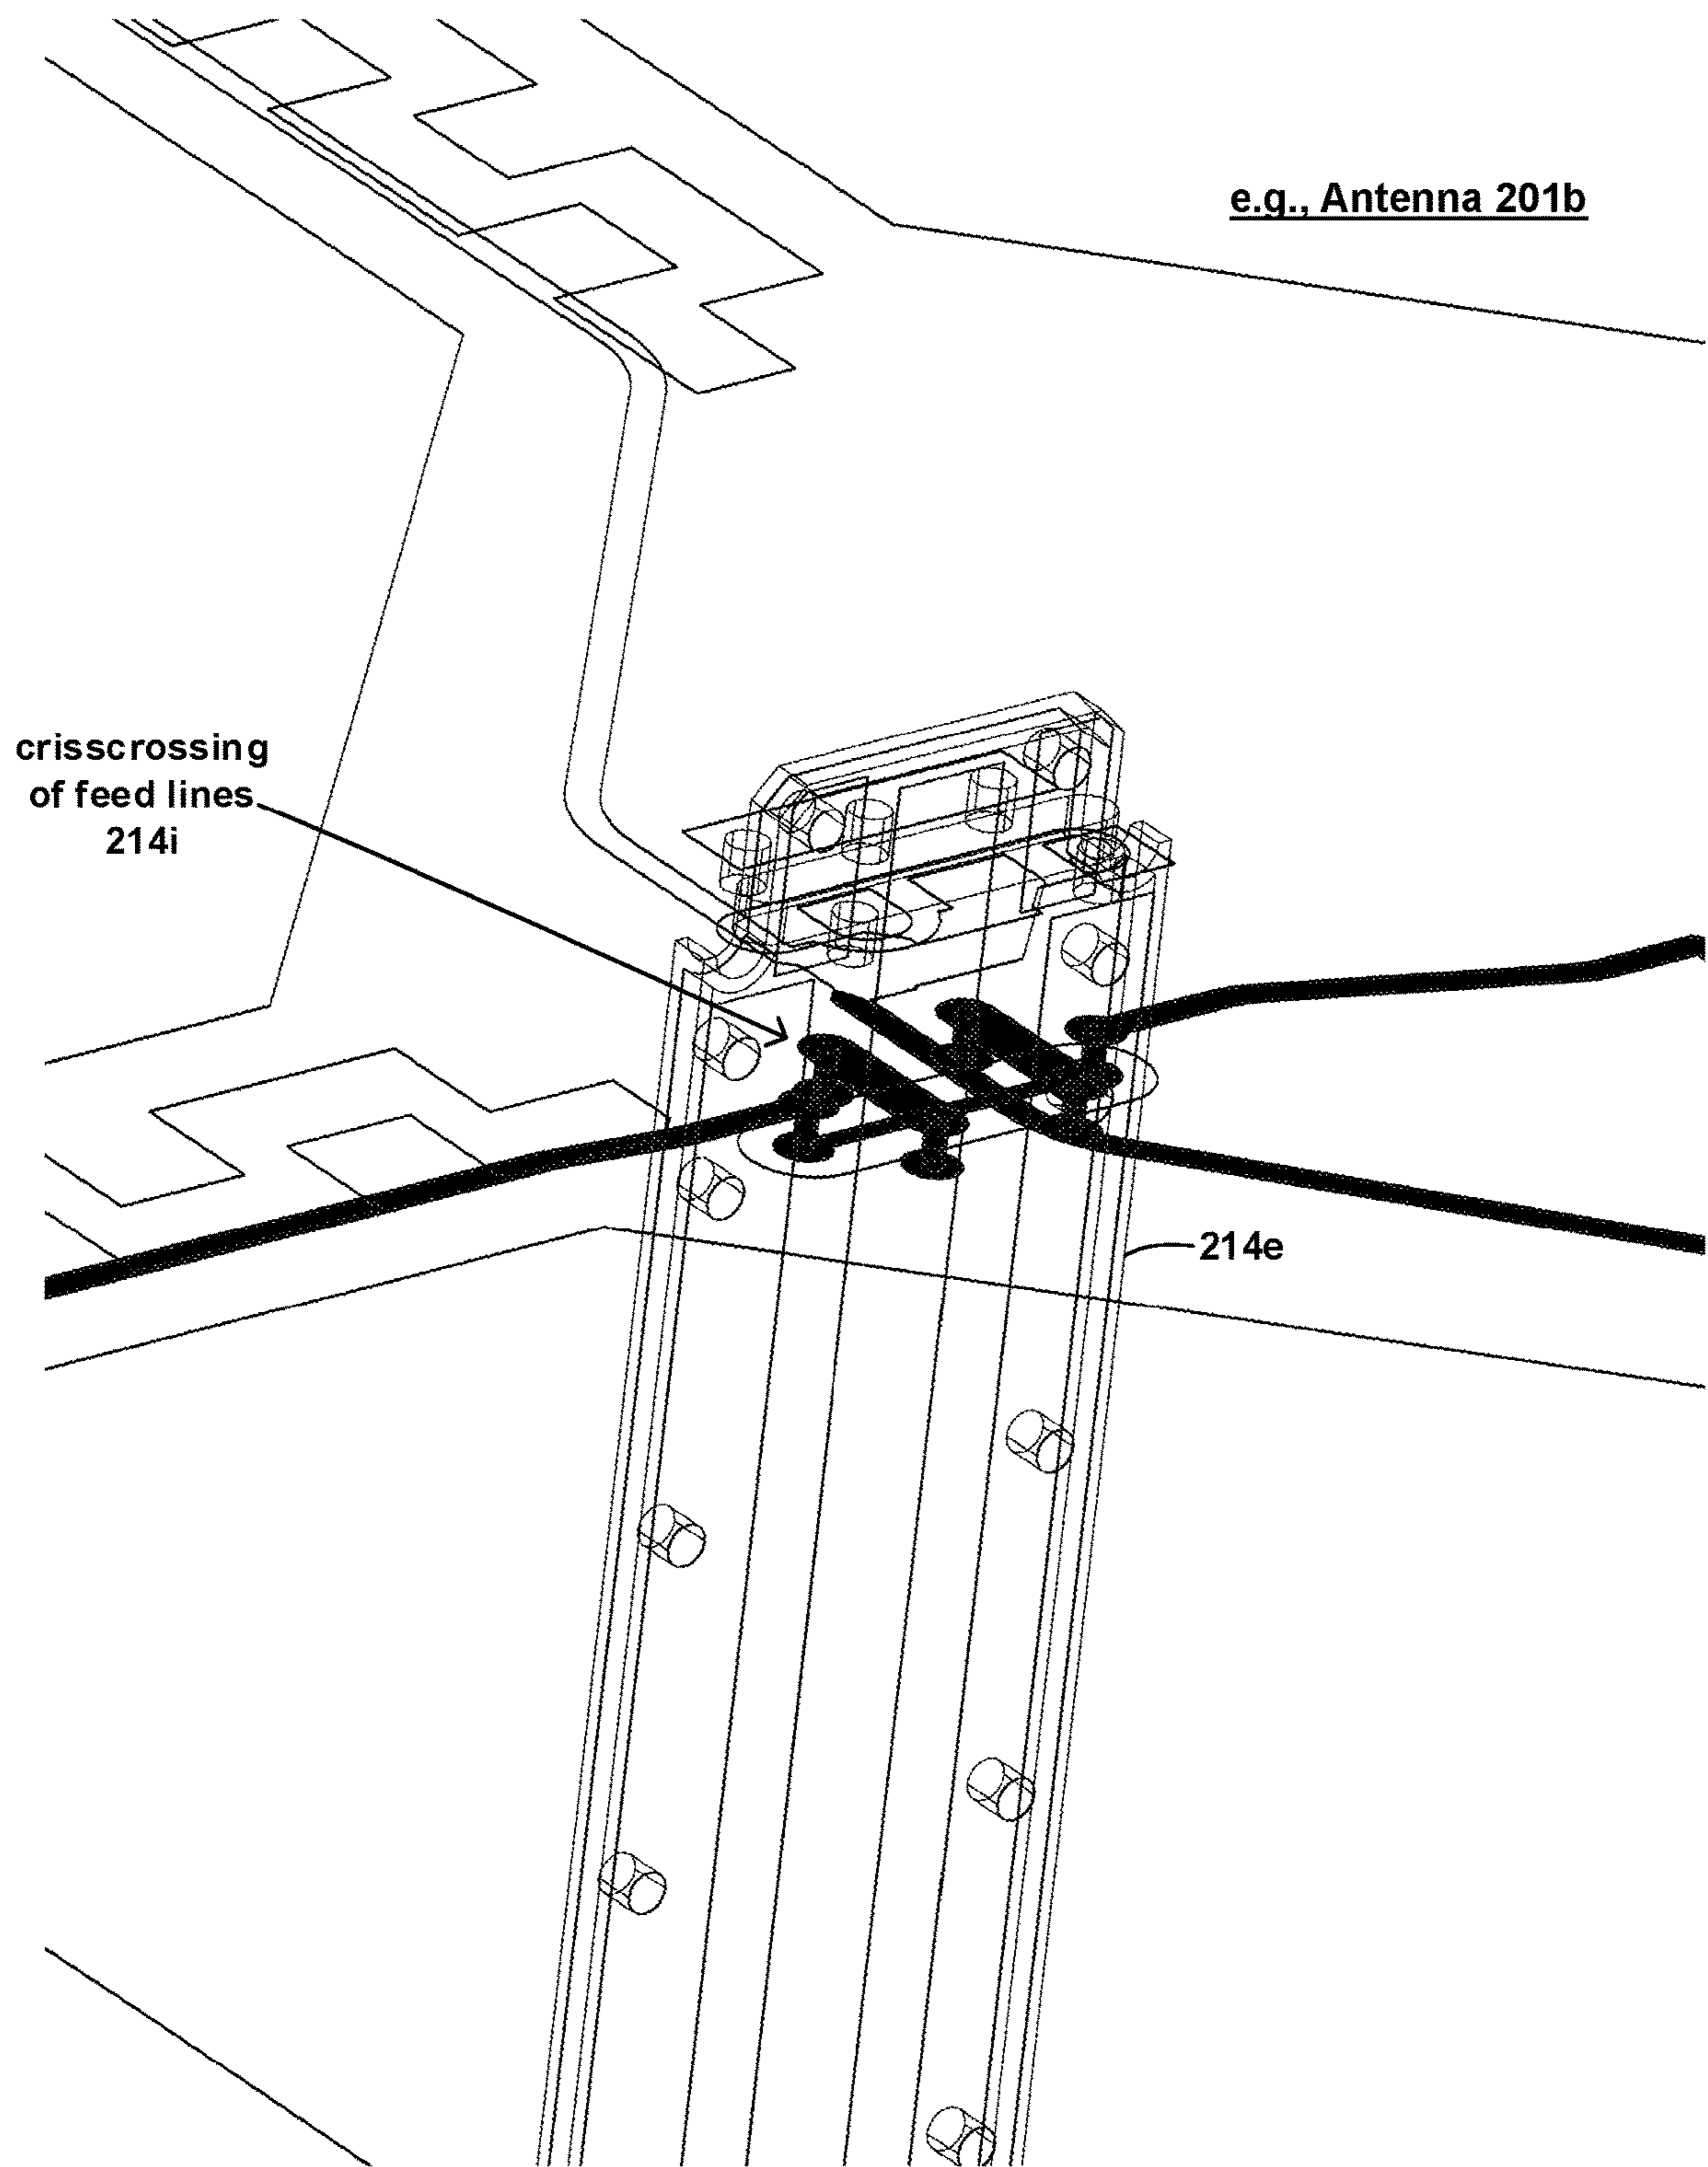 e.g., Antenna 201b
crisscrossing
of feed lines
214i
214e